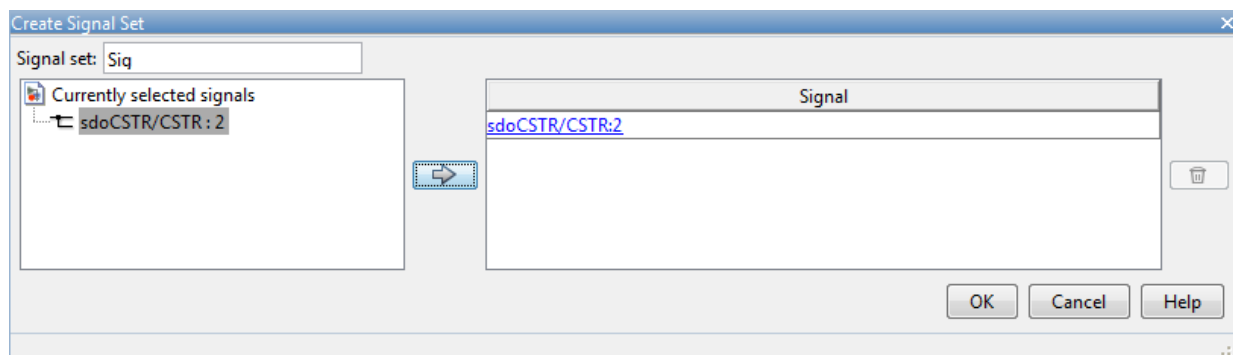 Create Signal Set
Signal set: Sig
Currently selected signals
sdoCSTR/CSTR : 2
Signal
sdoCSTR/CSTR:2
OK Cancel Help